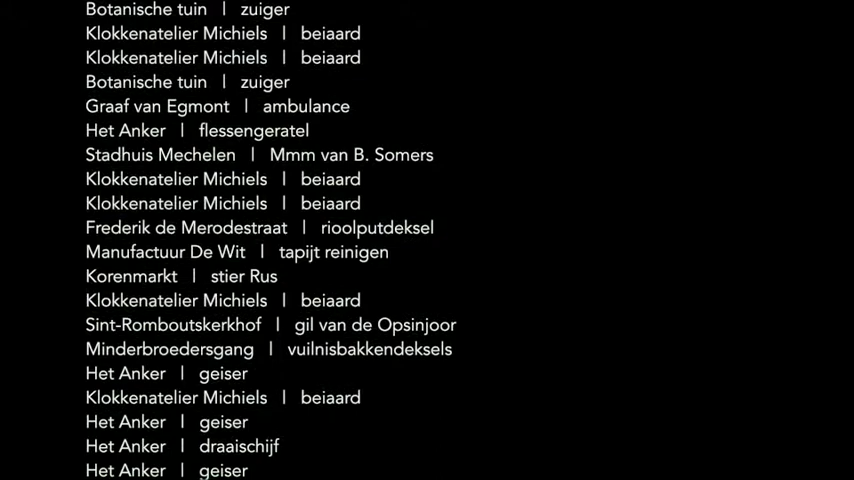 Botanische tuin | zuiger
Klokkenatelier Michiels | beiaard
Klokkenatelier Michiels | beiaard
Botanische tuin | zuiger
Graaf van Egmont | ambulance
Het Anker | flessengeratel
Stadhuis Mechelen | Mmm van B. Somers
Klokkenatelier Michiels | beiaard
Klokkenatelier Michiels | beiaard
Frederik de Merodestraat | rioolputdeksel
Manufactuur De Wit | tapijt reinigen
Korenmarkt | stier Rus
Klokkenatelier Michiels | beiaard
Sint-Romboutskerkhof | gil van de Opsinjoor
Minderbroedersgang | vuilnisbakkendeksels
Het Anker | geiser
Klokkenatelier Michiels | beiaard
Het Anker | geiser
Het Anker | draaischijf
Het Anker | geiser